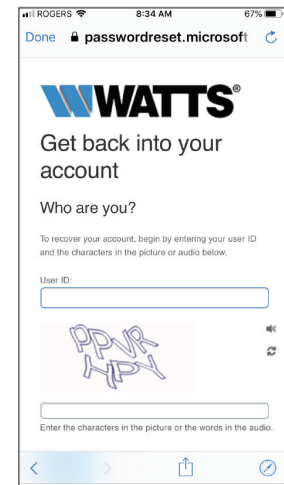 ROGERS 8:34 AM 67%
Done passwordreset.microsoft
WATTS®
Get back into your
account
Who are you?
To recover your account, begin by entering your user ID
and the characters in the picture or audio below.
User ID:
PPVR
HPY
Enter the characters in the picture or the words in the audio.